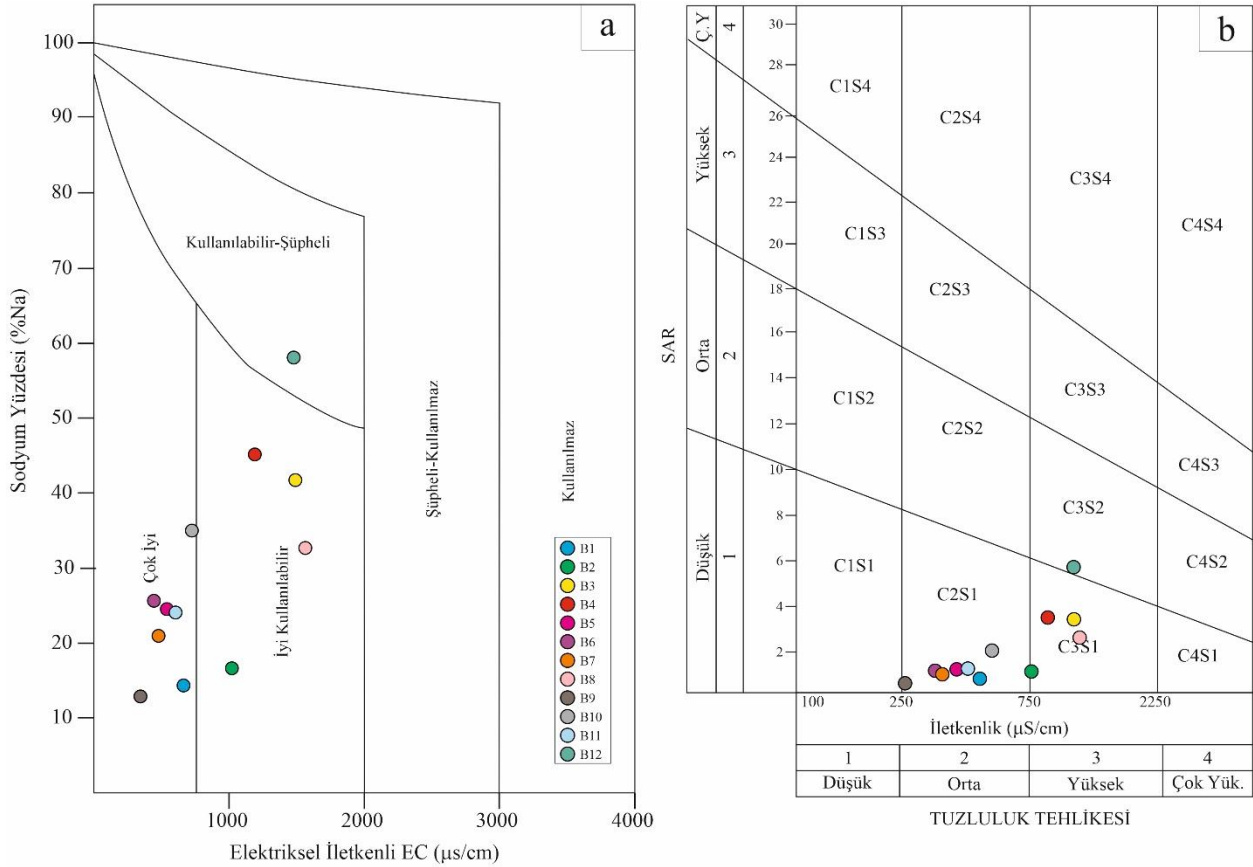 a
Sodyum Yüzdesi (%Na)
100
90
80
70
60
50
40
30
20
10
Kullanılabilir-Şüpheli
Çok İyi
İyi Kullanılabilir
Şüpheli-Kullanılmaz
Kullanılmaz
B1
B2
B3
B4
B5
B6
B7
B8
B9
B10
B11
B12
1000
2000
3000
4000
Elektriksel İletkenli EC (µs/cm)
b
SAR
Ç.Y
4
Yüksek
3
Orta
2
Düşük
1
30
28
26
24
22
20
18
16
14
12
10
8
6
4
2
C1S4
C2S4
C3S4
C4S4
C1S3
C2S3
C3S3
C4S3
C1S2
C2S2
C3S2
C4S2
C1S1
C2S1
C3S1
C4S1
100
250
750
2250
İletkenlik (µS/cm)
1
2
3
4
Düşük
Orta
Yüksek
Çok Yük.
TUZLULUK TEHLİKESİ